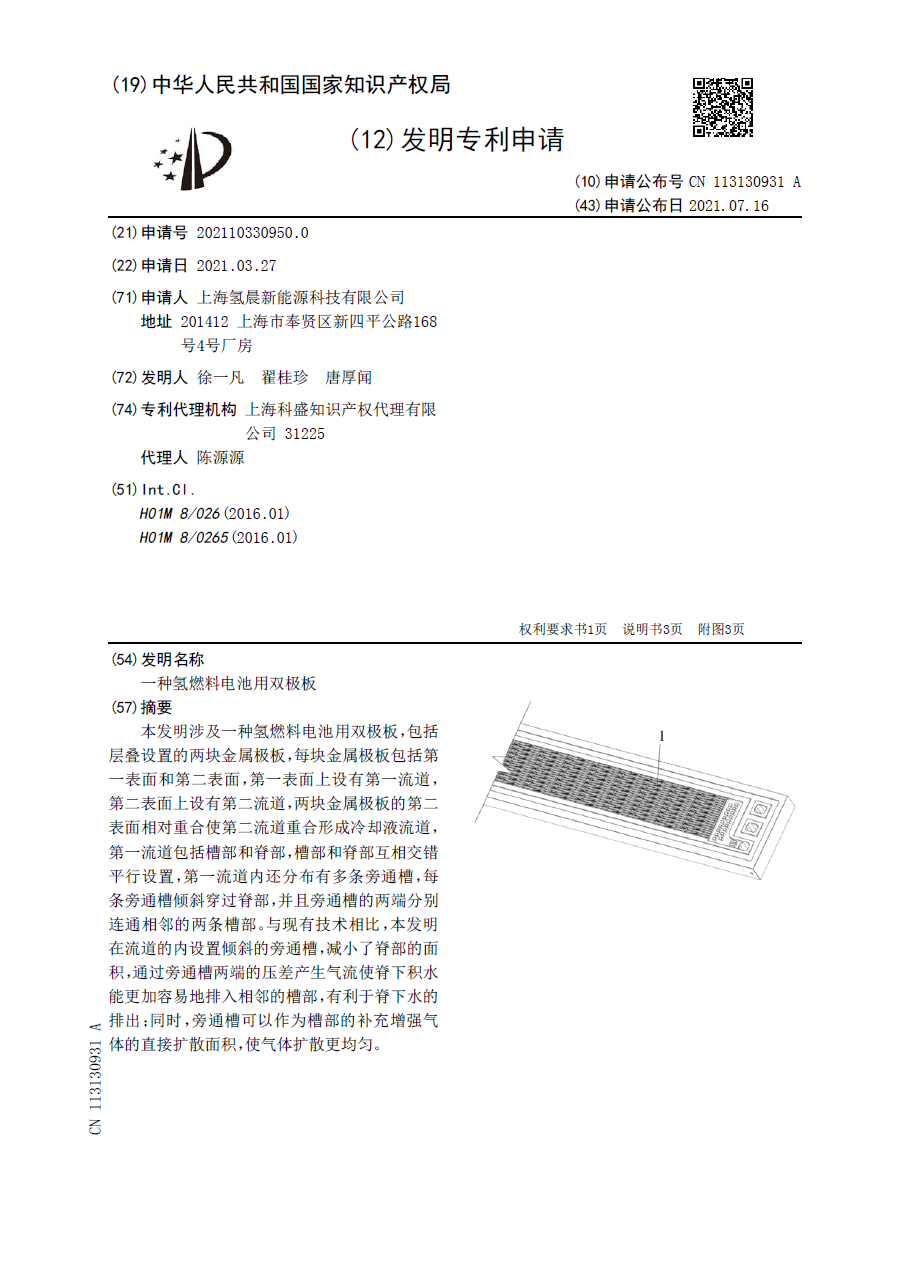 (19)中华人民共和国国家知识产权局
(12)发明专利申请
(10)申请公布号 CN 113130931 A
(43)申请公布日 2021.07.16
(21)申请号 202110330950.0
(22)申请日 2021.03.27
(71)申请人 上海氢晨新能源科技有限公司
地址 201412 上海市奉贤区新四平公路168
号4号厂房
(72)发明人 徐一凡 翟桂珍 唐厚闻
(74)专利代理机构 上海科盛知识产权代理有限
公司 31225
代理人 陈源源
(51)Int.Cl.
H01M 8/026(2016.01)
H01M 8/0265(2016.01)
权利要求书1页 说明书3页 附图3页
(54)发明名称
一种氢燃料电池用双极板
(57)摘要
本发明涉及一种氢燃料电池用双极板,包括
层叠设置的两块金属极板,每块金属极板包括第
一表面和第二表面,第一表面上设有第一流道,
第二表面上设有第二流道,两块金属极板的第二
表面相对重合使第二流道重合形成冷却液流道,
第一流道包括槽部和脊部,槽部和脊部互相交错
平行设置,第一流道内还分布有多条旁通槽,每
条旁通槽倾斜穿过脊部,并且旁通槽的两端分别
连通相邻的两条槽部。与现有技术相比,本发明
在流道的内设置倾斜的旁通槽,减小了脊部的面
积,通过旁通槽两端的压差产生气流使脊下积水
能更加容易地排入相邻的槽部,有利于脊下水的
排出;同时,旁通槽可以作为槽部的补充增强气
体的直接扩散面积,使气体扩散更均匀。
1
CN 113130931 A